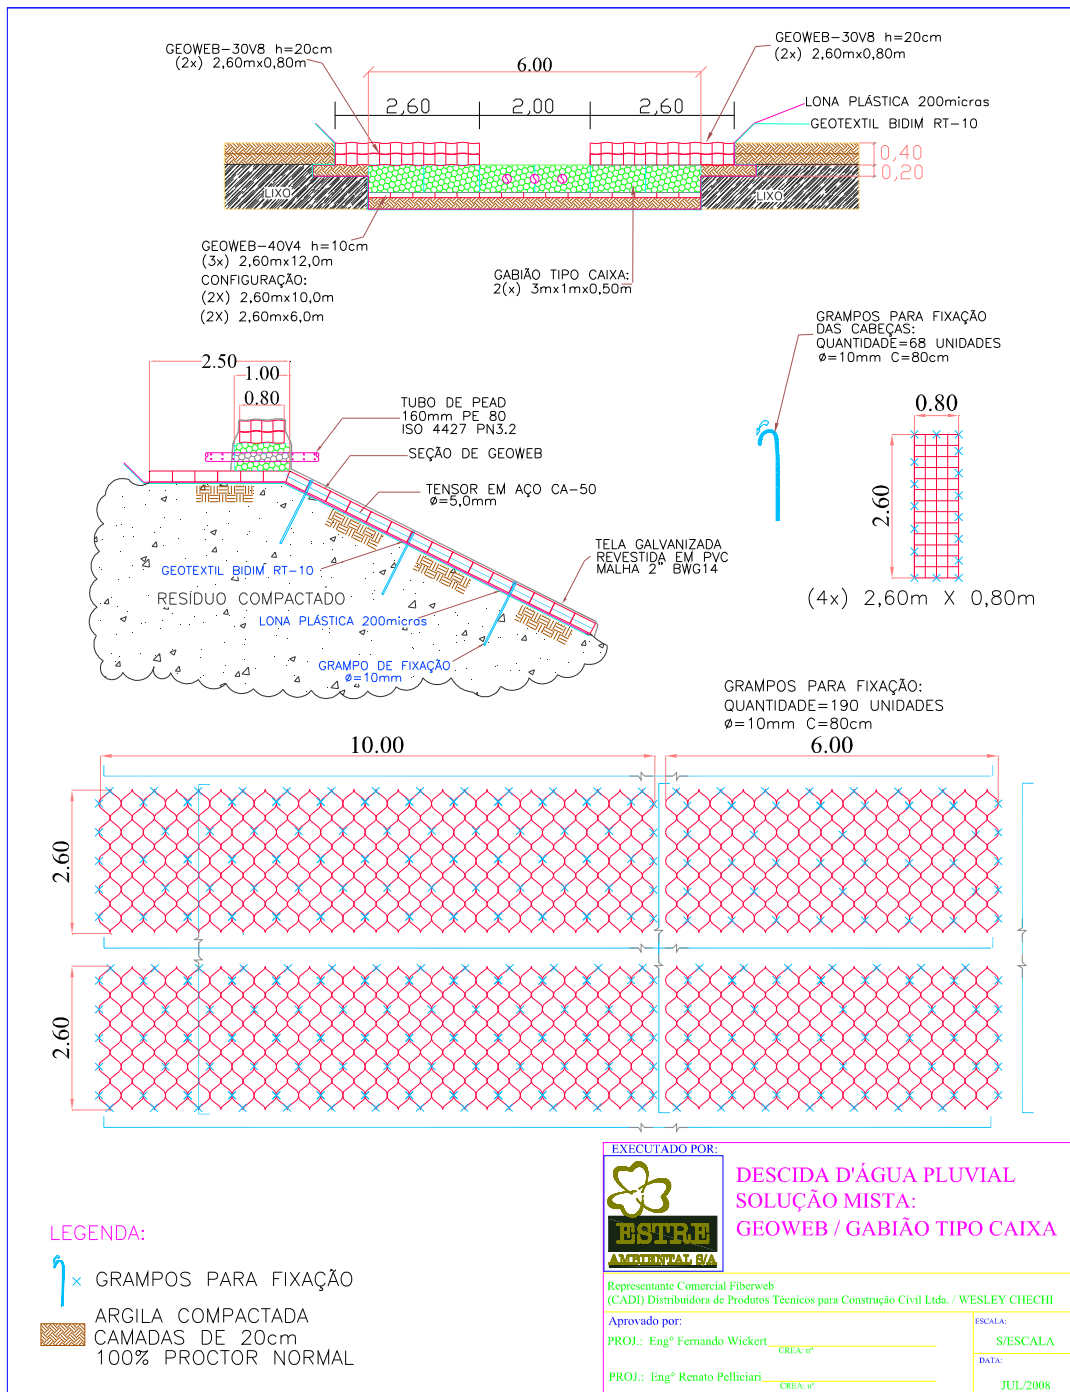 GEOWEB-30V8 h=20cm
(2x) 2,60mx0,80m
GEOWEB-30V8 h=20cm
(2x) 2,60mx0,80m
6.00
2,60
2,00
2,60
LONA PLÁSTICA 200micras
GEOTEXTIL BIDIM RT-10
0,40
0,20
LIXO
LIXO
GEOWEB-40V4 h=10cm
(3x) 2,60mx12,0m
CONFIGURAÇÃO:
(2X) 2,60mx10,0m
(2X) 2,60mx6,0m
GABIÃO TIPO CAIXA:
2(x) 3mx1mx0,50m
GRAMPOS PARA FIXAÇÃO
DAS CABEÇAS:
QUANTIDADE=68 UNIDADES
ø=10mm C=80cm
2.50
1.00
0.80
TUBO DE PEAD
160mm PE 80
ISO 4427 PN3.2
SEÇÃO DE GEOWEB
TENSOR EM AÇO CA-50
ø=5,0mm
TELA GALVANIZADA
REVESTIDA EM PVC
MALHA 2" BWG14
GEOTEXTIL BIDIM RT-10
RESÍDUO COMPACTADO
LONA PLÁSTICA 200micras
GRAMPO DE FIXAÇÃO
ø=10mm
0.80
2.60
(4x) 2,60m X 0,80m
GRAMPOS PARA FIXAÇÃO:
QUANTIDADE=190 UNIDADES
ø=10mm C=80cm
10.00
6.00
2.60
2.60
LEGENDA:
GRAMPOS PARA FIXAÇÃO
ARGILA COMPACTADA
CAMADAS DE 20cm
100% PROCTOR NORMAL
EXECUTADO POR:
ESTRE
AMBIENTAL S/A
DESCIDA D'ÁGUA PLUVIAL
SOLUÇÃO MISTA:
GEOWEB / GABIÃO TIPO CAIXA
Representante Comercial Fiberweb
(CADI) Distribuidora de Produtos Técnicos para Construção Civil Ltda. / WESLEY CHECHI
Aprovado por:
PROJ.: Engº Fernando Wickert
CREA: nº
PROJ.: Engº Renato Pelliciari
CREA: nº
ESCALA:
S/ESCALA
DATA:
JUL/2008